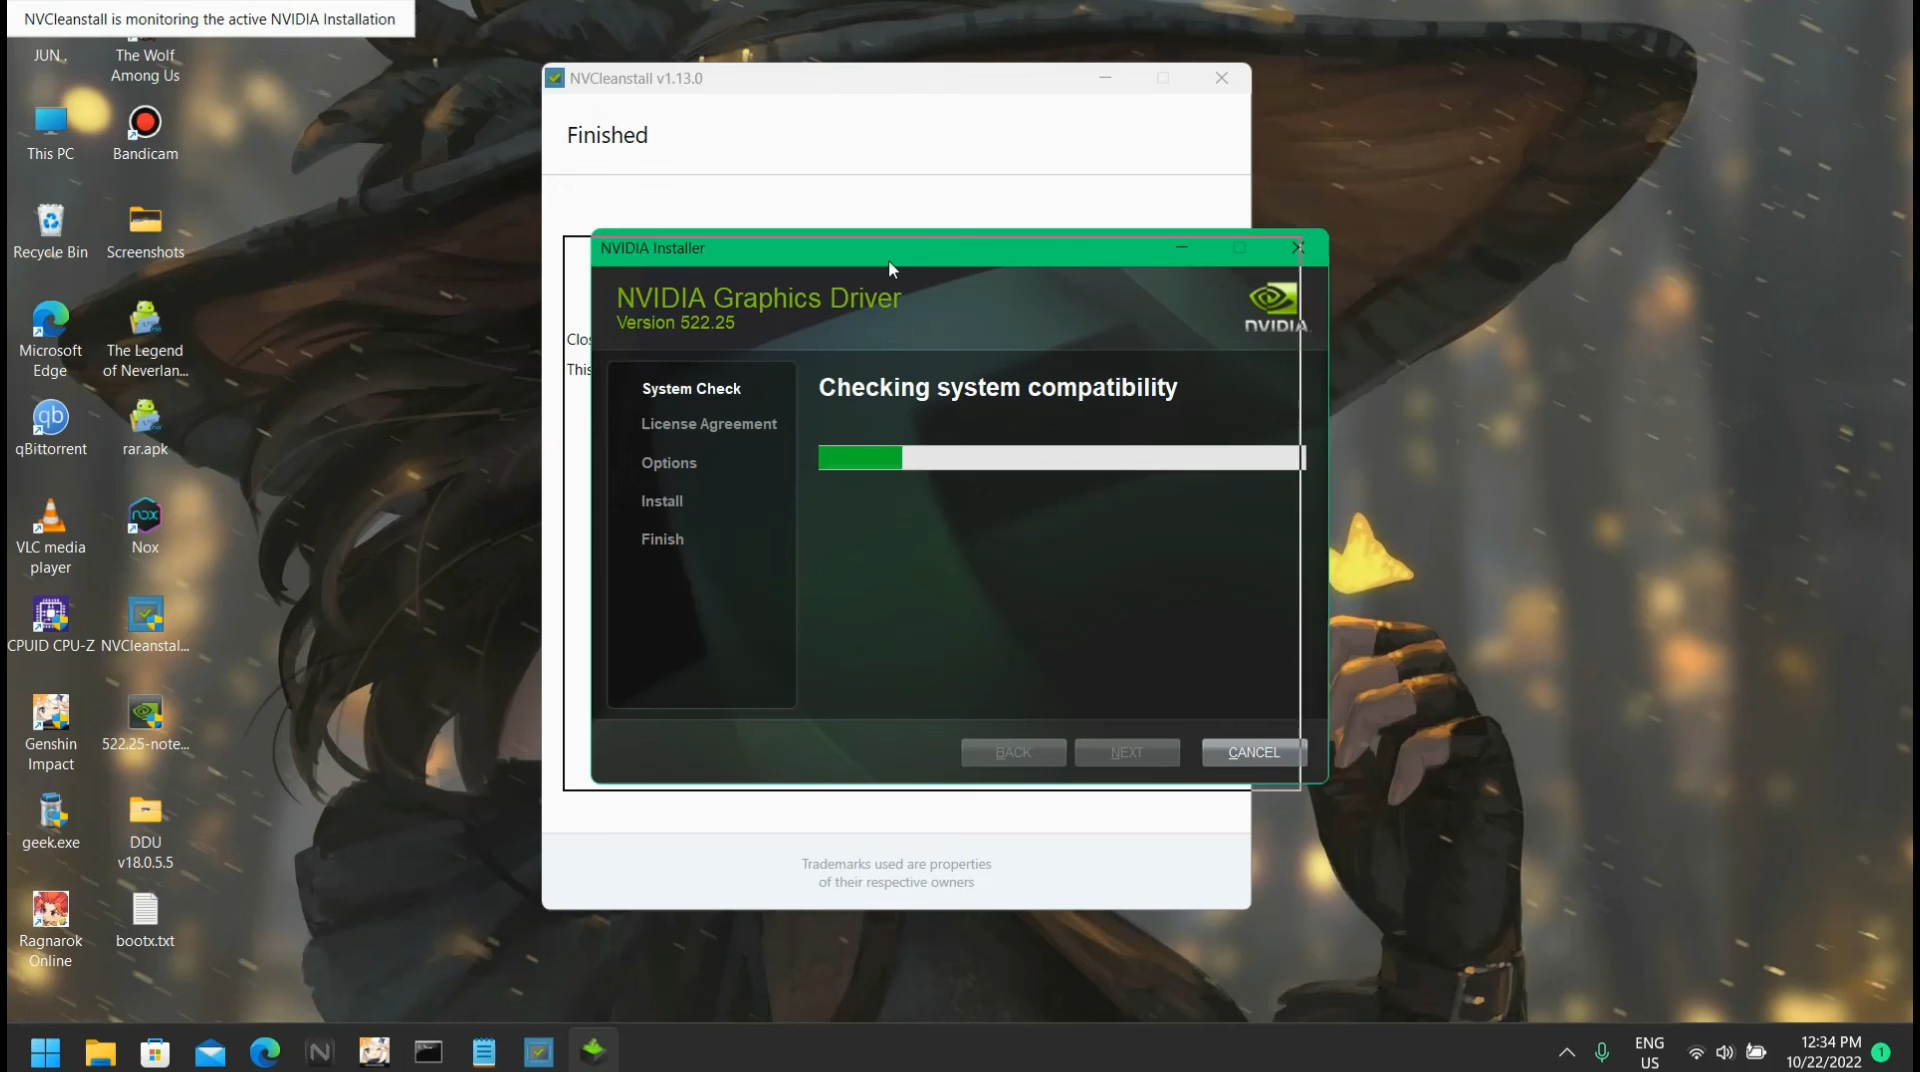 NVCleanstall is monitoring the active NVIDIA Installation
JUN ,
The Wolf
Among Us
This PC
Bandicam
Recycle Bin
Screenshots
Microsoft
Edge
The Legend
of Neverlan...
qb
qBittorrent
rar.apk
VLC media
player
nox
Nox
CPUID CPU-Z
NVCleanstal...
Genshin
Impact
522.25-note...
geek.exe
DDU
v18.0.5.5
Ragnarok
Online
bootx.txt
NVCleanstall v1.13.0
Finished
Clos
This
NVIDIA Installer
NVIDIA Graphics Driver
Version 522.25
NVIDIA
System Check
License Agreement
Options
Install
Finish
Checking system compatibility
BACK
NEXT
CANCEL
Trademarks used are properties
of their respective owners
N
ENG
US
12:34 PM
10/22/2022
1